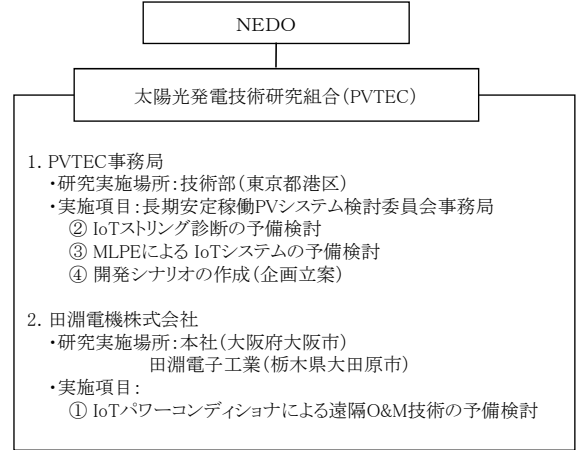 NEDO
太陽光発電技術研究組合(PVTEC)
1. PVTEC事務局
・研究実施場所:技術部(東京都港区)
・実施項目:長期安定稼働PVシステム検討委員会事務局
② IoTストリング診断の予備検討
③ MLPEによる IoTシステムの予備検討
④ 開発シナリオの作成(企画立案)
2. 田淵電機株式会社
・研究実施場所:本社(大阪府大阪市)
田淵電子工業(栃木県大田原市)
・実施項目:
① IoTパワーコンディショナによる遠隔O&M技術の予備検討